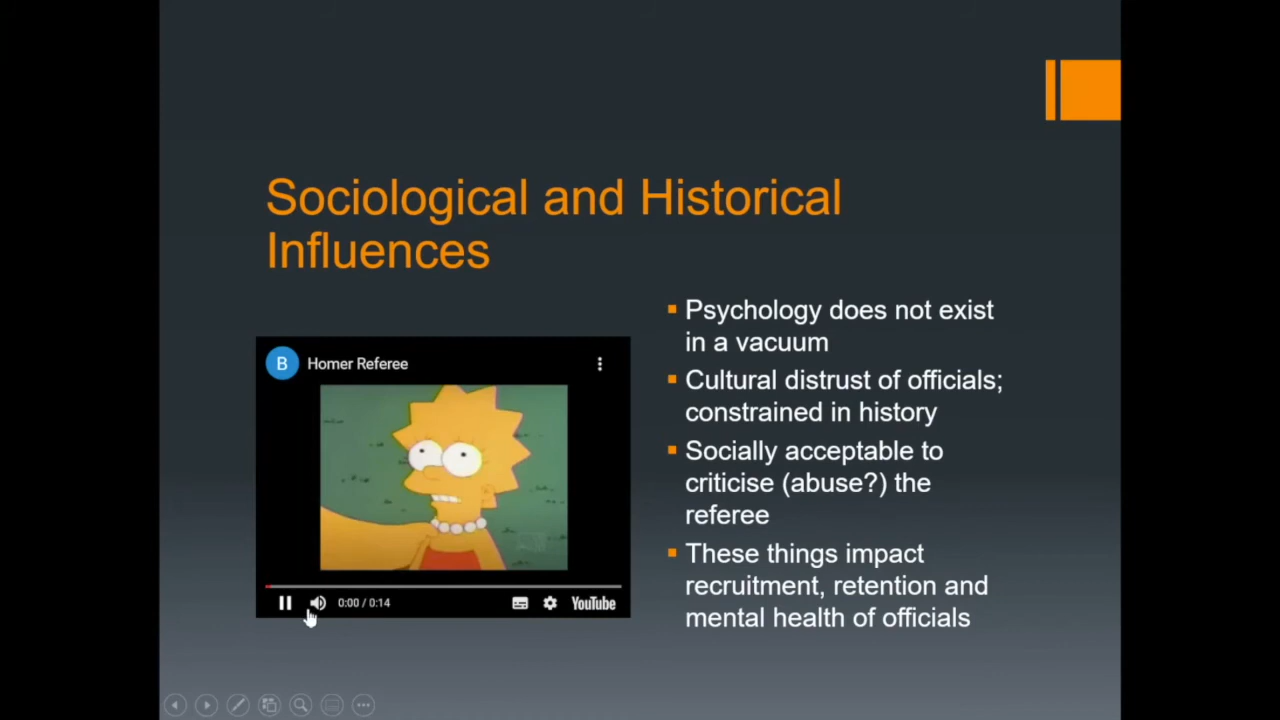 Sociological and Historical
Influences
B
Homer Referee
0:00 / 0:14
YouTube
▪ Psychology does not exist
in a vacuum
▪ Cultural distrust of officials;
constrained in history
▪ Socially acceptable to
criticise (abuse?) the
referee
▪ These things impact
recruitment, retention and
mental health of officials